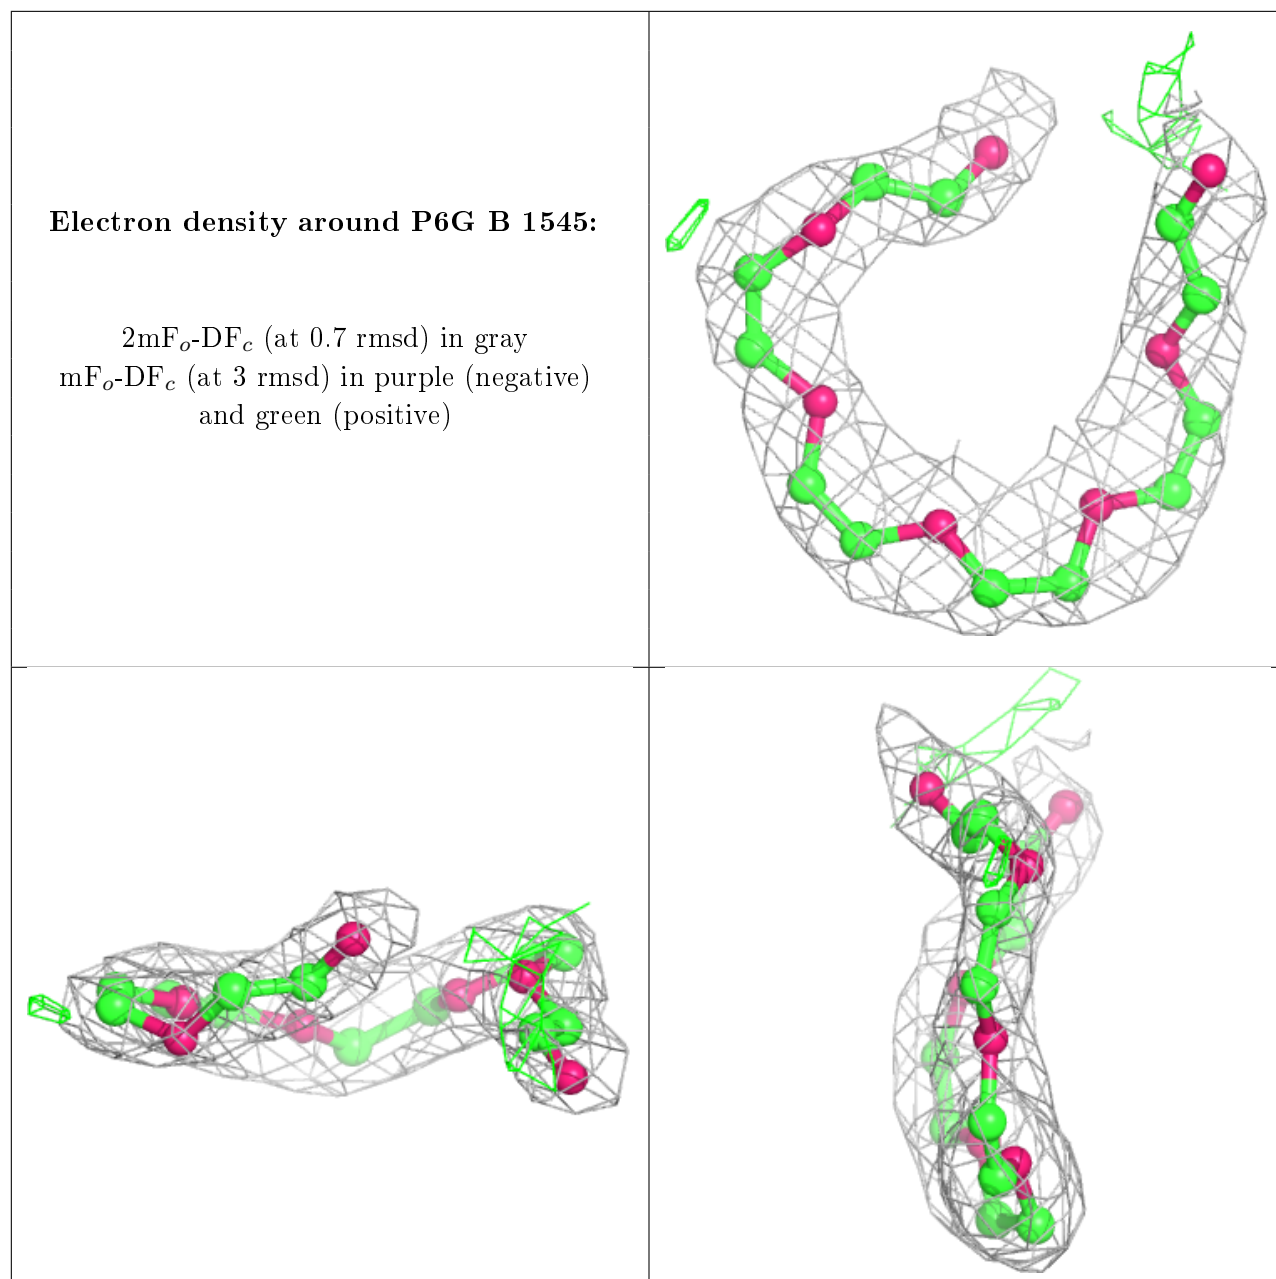 Electron density around P6G B 1545:
2mFₒ-DF𝒸 (at 0.7 rmsd) in gray
mFₒ-DF𝒸 (at 3 rmsd) in purple (negative)
and green (positive)